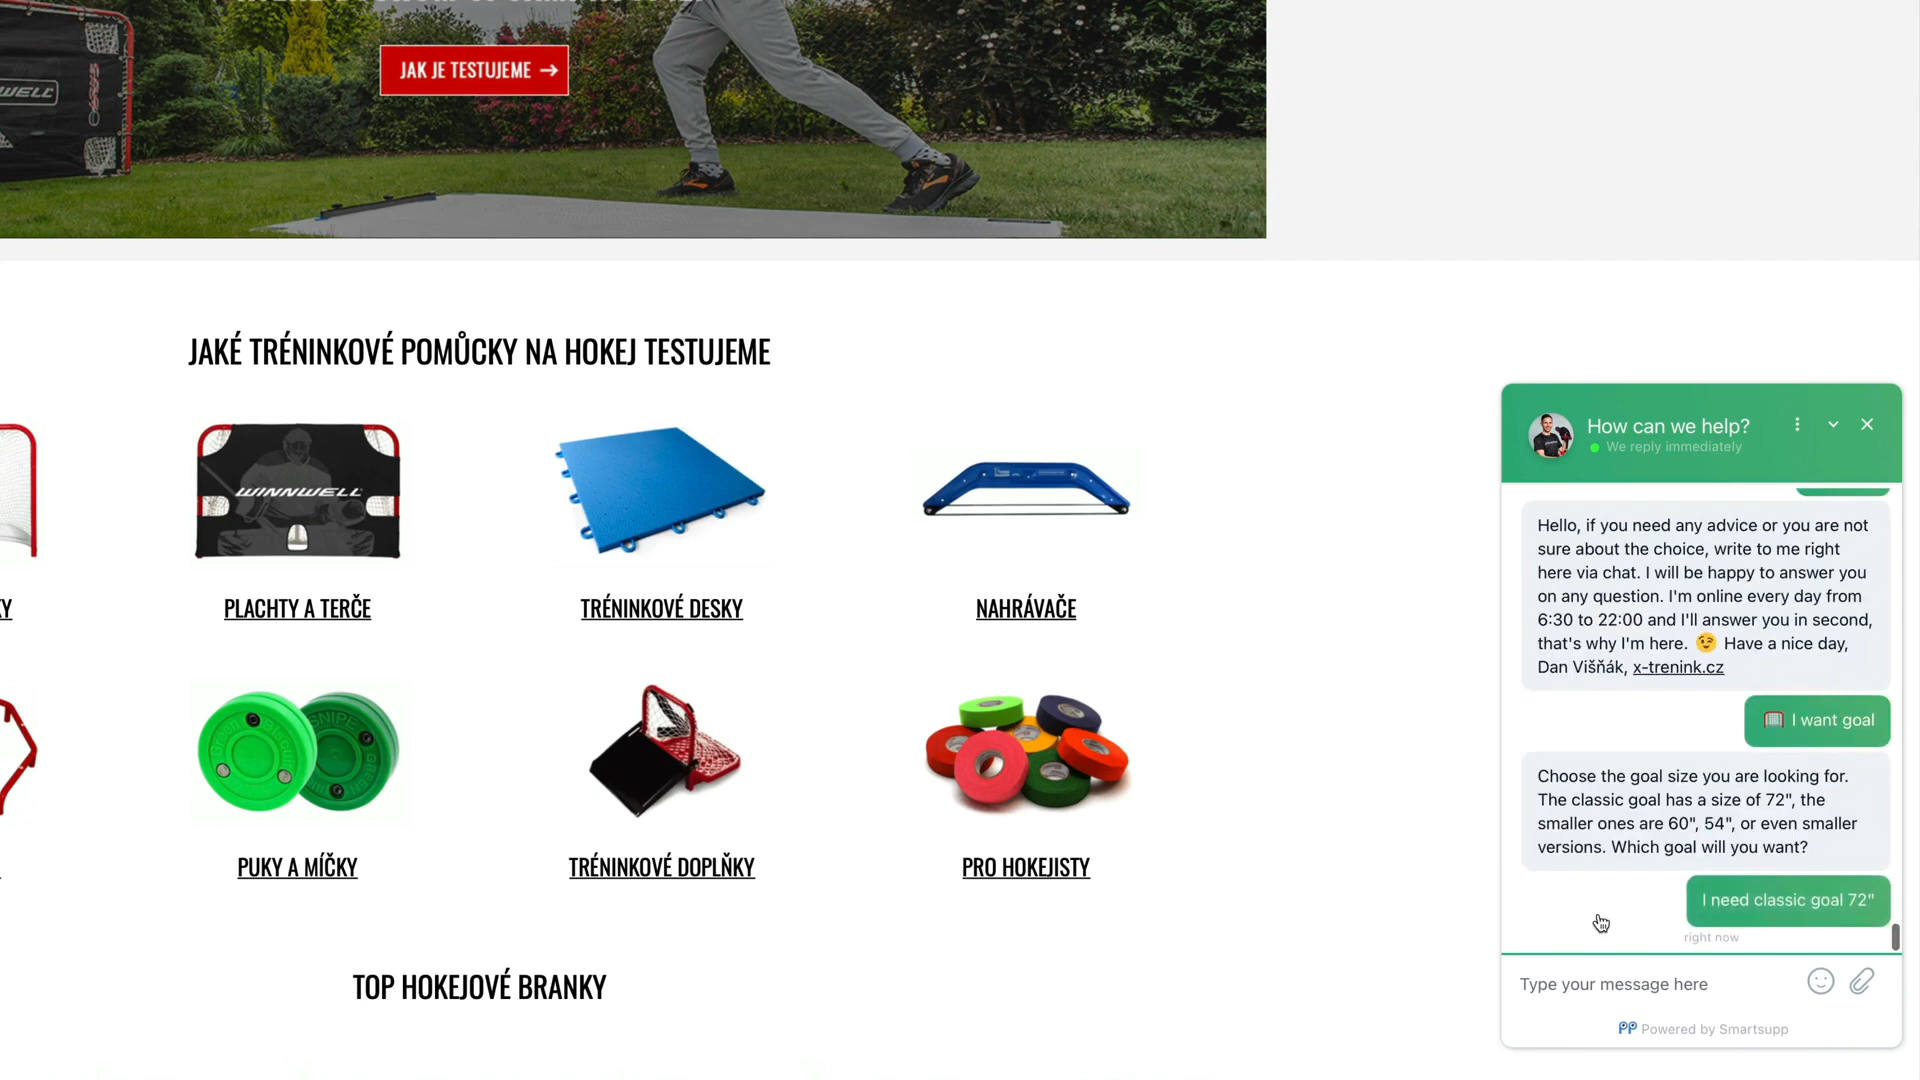 JAK JE TESTUJEME →
JAKÉ TRÉNINKOVÉ POMŮCKY NA HOKEJ TESTUJEME
WINNWELL
PLACHTY A TERČE
TRÉNINKOVÉ DESKY
NAHRÁVAČE
PUKY A MÍČKY
TRÉNINKOVÉ DOPLŇKY
PRO HOKEJISTY
TOP HOKEJOVÉ BRANKY
How can we help?
We reply immediately
Hello, if you need any advice or you are not
sure about the choice, write to me right
here via chat. I will be happy to answer you
on any question. I'm online every day from
6:30 to 22:00 and I'll answer you in second,
that's why I'm here. 😉 Have a nice day,
Dan Višňák, x-trenink.cz
🥅 I want goal
Choose the goal size you are looking for.
The classic goal has a size of 72", the
smaller ones are 60", 54", or even smaller
versions. Which goal will you want?
I need classic goal 72"
right now
Type your message here
Powered by Smartsupp